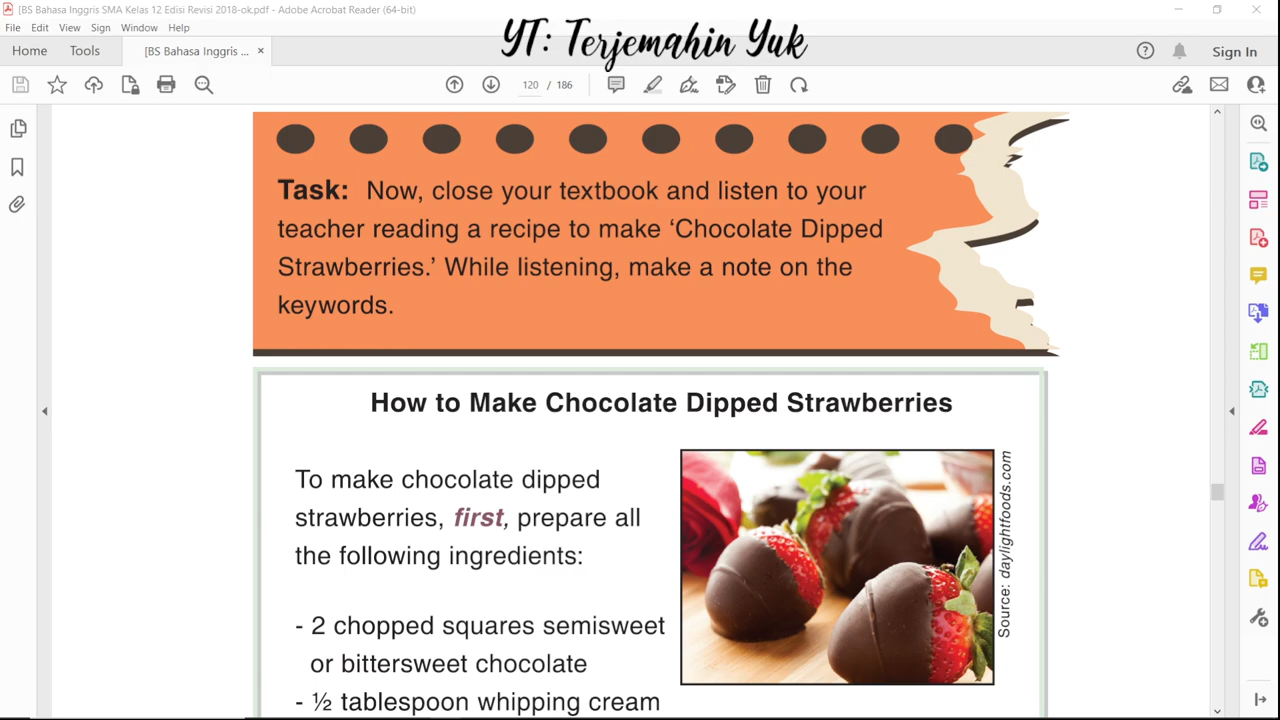 [BS Bahasa Inggris SMA Kelas 12 Edisi Revisi 2018-ok.pdf - Adobe Acrobat Reader (64-bit)
File Edit View Sign Window Help
YT: Terjemahin Yuk
Home Tools [BS Bahasa Inggris ... × Sign In
120 / 186
Task: Now, close your textbook and listen to your
teacher reading a recipe to make ‘Chocolate Dipped
Strawberries.’ While listening, make a note on the
keywords.
How to Make Chocolate Dipped Strawberries
To make chocolate dipped
strawberries, first, prepare all
the following ingredients:
- 2 chopped squares semisweet
or bittersweet chocolate
- ½ tablespoon whipping cream
Source: daylightfoods.com